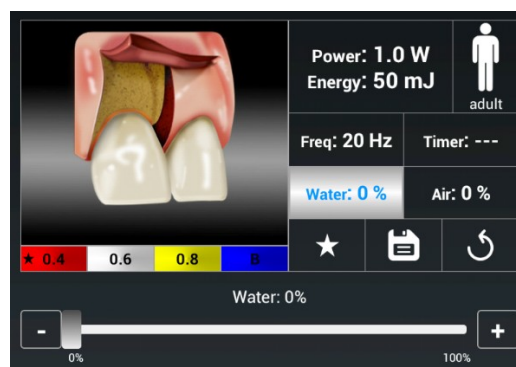 Power: 1.0 W
Energy: 50 mJ
adult
Freq: 20 Hz
Timer: ---
Water: 0 %
Air: 0 %
★ 0.4
0.6
0.8
B
Water: 0%
-
+
0%
100%